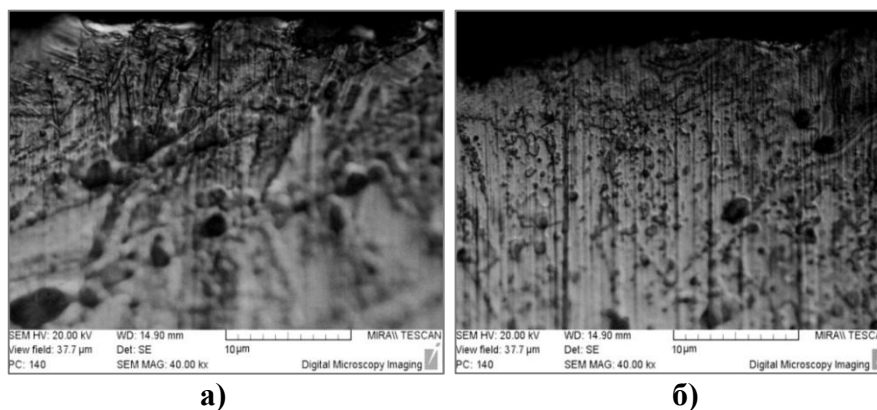 SEM HV: 20.00 kV WD: 14.90 mm MIRA\\ TESCAN
View field: 37.7 µm Det: SE 10µm
PC: 140 SEM MAG: 40.00 kx Digital Microscopy Imaging
SEM HV: 20.00 kV WD: 14.90 mm MIRA\\ TESCAN
View field: 37.7 µm Det: SE 10µm
PC: 140 SEM MAG: 40.00 kx Digital Microscopy Imaging
а) б)